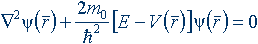 ∇²ψ(r̄) + 2m₀/ħ² [E − V(r̄)]ψ(r̄) = 0